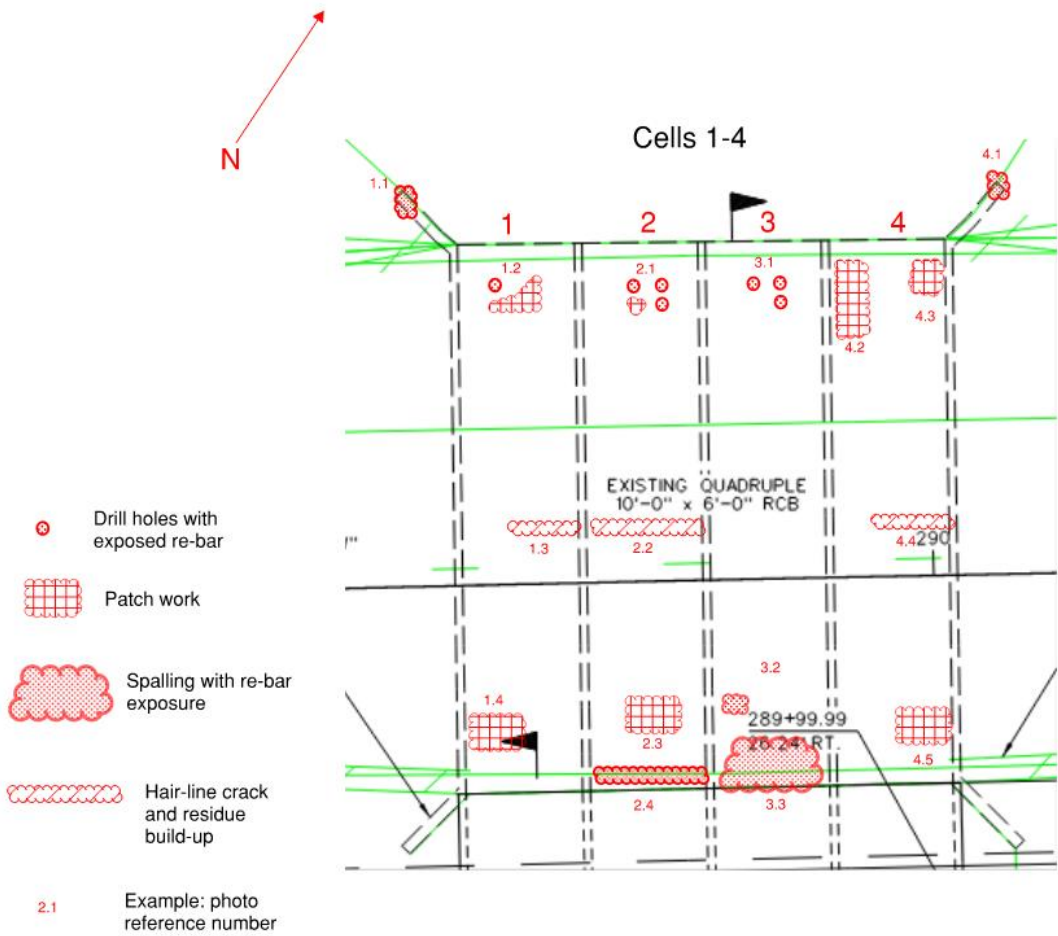 N
Cells 1-4
1.1
4.1
1
2
3
4
1.2
2.1
3.1
4.3
4.2
EXISTING QUADRUPLE
10'-0" x 6'-0" RCB
1.3
2.2
4.4
290
"
Drill holes with
exposed re-bar
Patch work
Spalling with re-bar
exposure
Hair-line crack
and residue
build-up
2.1
Example: photo
reference number
3.2
1.4
2.3
289+99.99
26.24' RT.
4.5
2.4
3.3